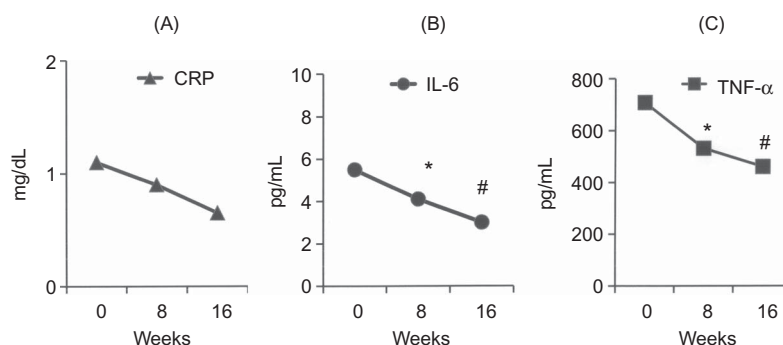 (A)
(B)
(C)
2
1
0
mg/dL
CRP
0 8 16
Weeks
10
8
6
4
2
0
pg/mL
IL-6
*
#
0 8 16
Weeks
800
600
400
200
0
pg/mL
TNF-α
*
#
0 8 16
Weeks